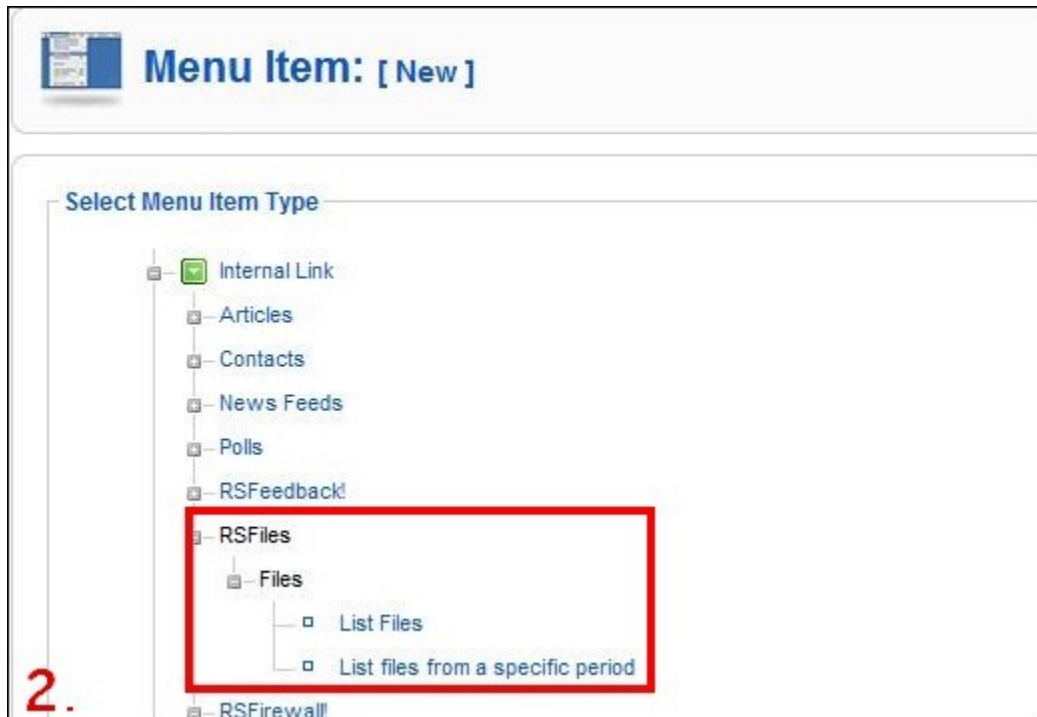 Menu Item: [ New ]
Select Menu Item Type
Internal Link
Articles
Contacts
News Feeds
Polls
RSFeedback!
RSFiles
Files
List Files
List files from a specific period
2.
RSFirewall!